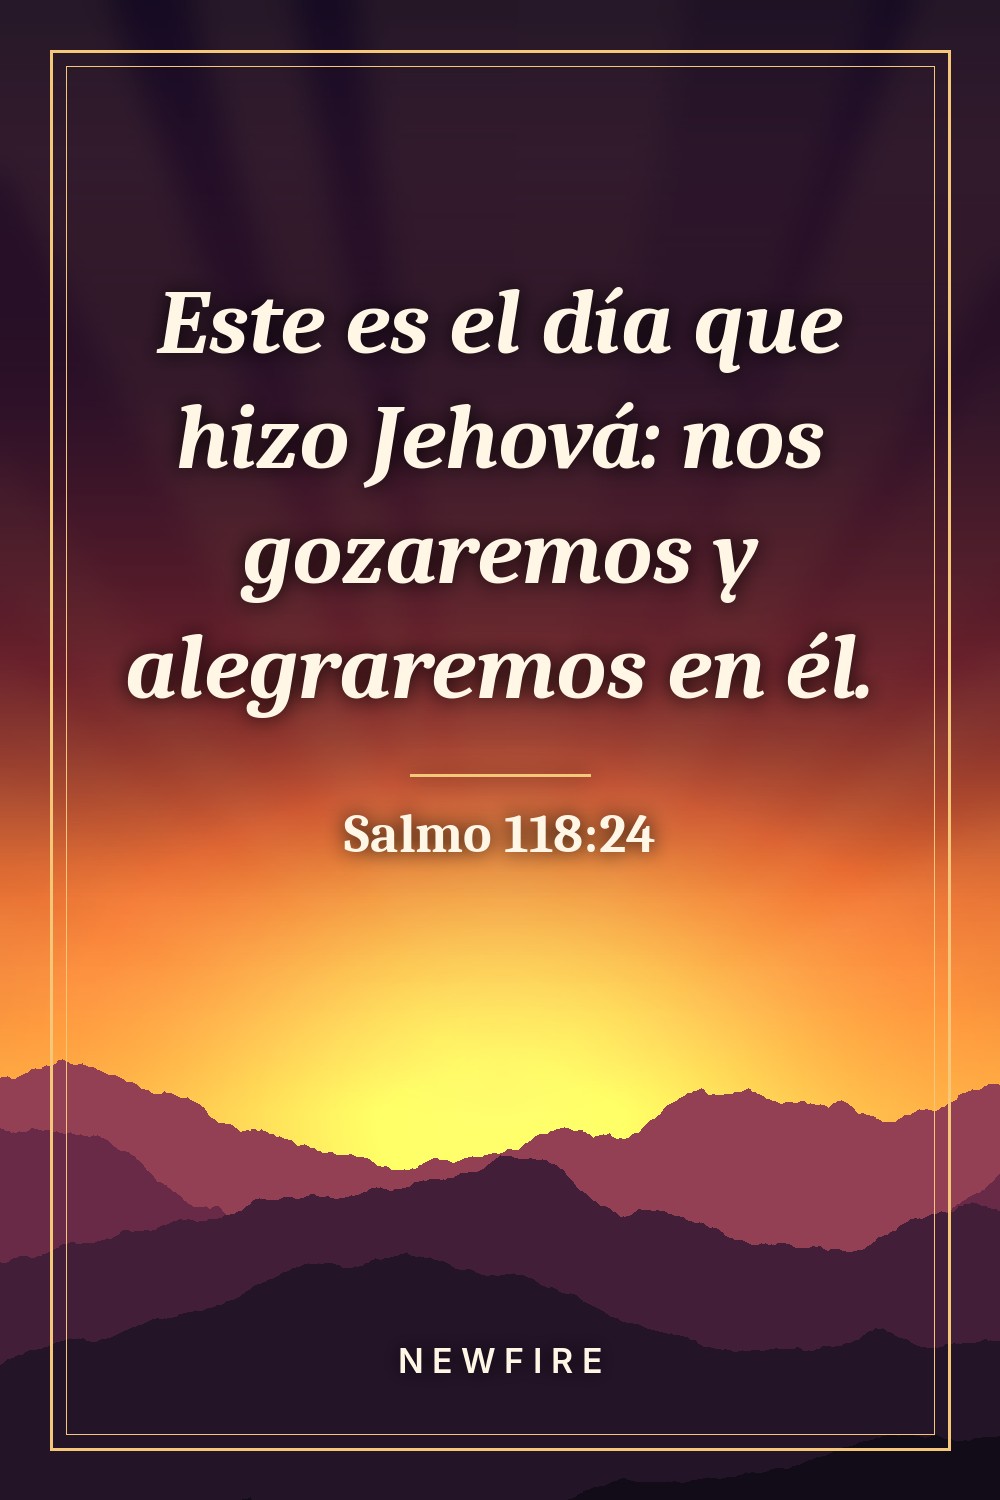 Este es el día que
hizo Jehová: nos
gozaremos y
alegraremos en él.
Salmo 118:24
NEWFIRE